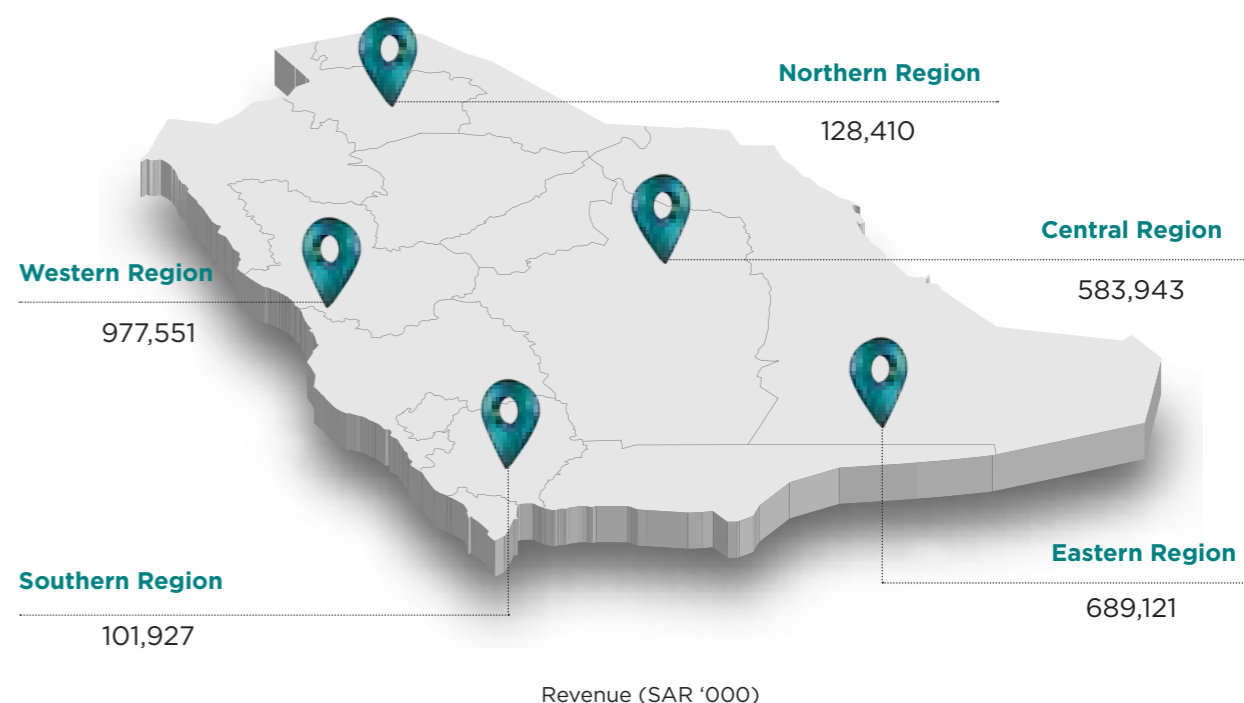 Northern Region
128,410
Central Region
583,943
Western Region
977,551
Eastern Region
689,121
Southern Region
101,927
Revenue (SAR ‘000)